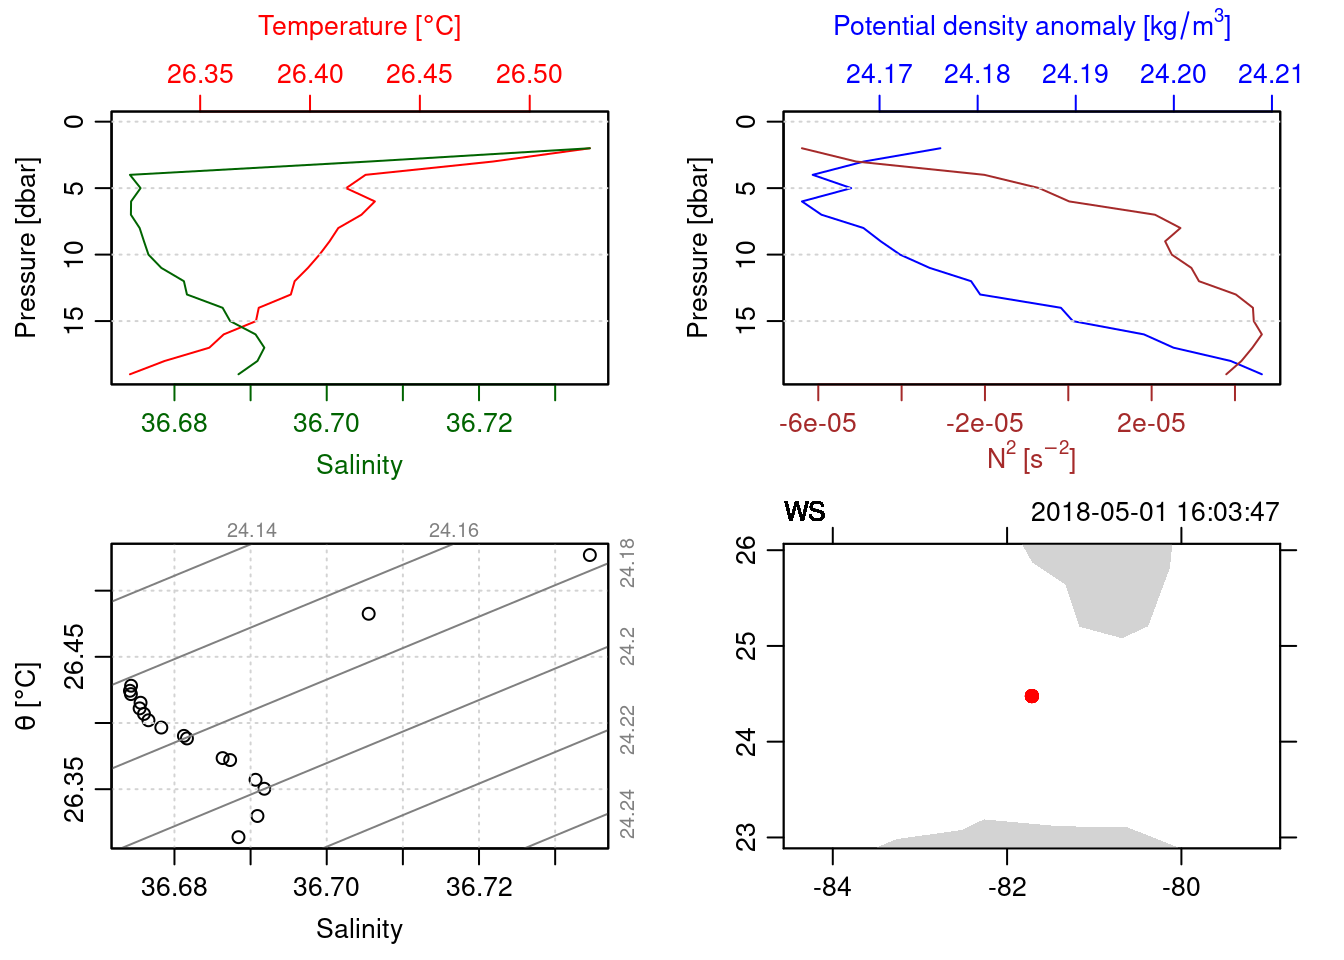 Temperature [°C]
26.35 26.40 26.45 26.50
Pressure [dbar]
0 5 10 15
36.68 36.70 36.72
Salinity
Potential density anomaly [kg/m³]
24.17 24.18 24.19 24.20 24.21
Pressure [dbar]
0 5 10 15
-6e-05 -2e-05 2e-05
N² [s⁻²]
24.14 24.16
24.18
24.2
24.22
24.24
θ [°C]
26.45
26.35
36.68 36.70 36.72
Salinity
WS 2018-05-01 16:03:47
26
25
24
23
-84 -82 -80